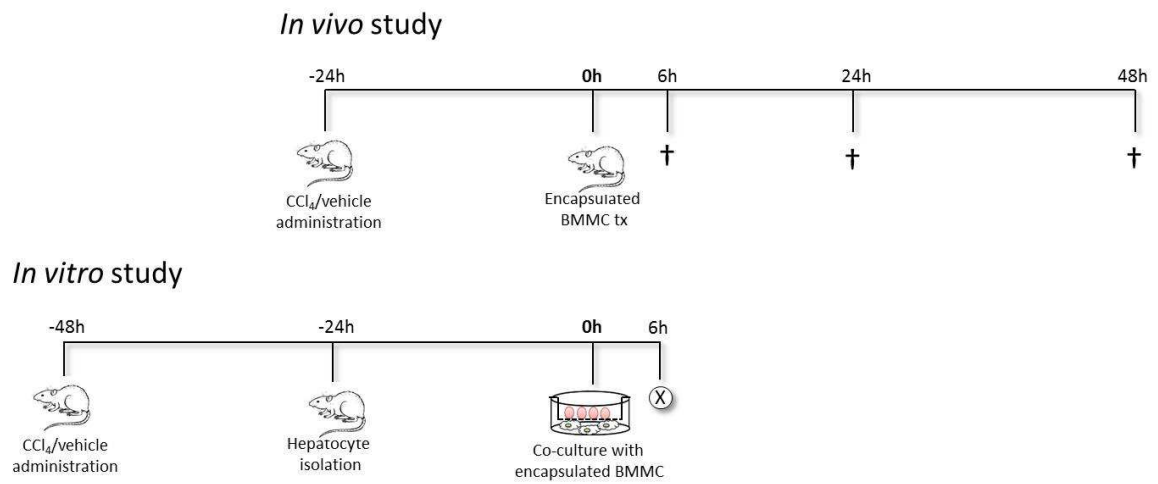 In vivo study
-24h 0h 6h 24h 48h
† † †
CCl₄/vehicle
administration
Encapsulated
BMMC tx
In vitro study
-48h -24h 0h 6h
X
CCl₄/vehicle
administration
Hepatocyte
isolation
Co-culture with
encapsulated BMMC